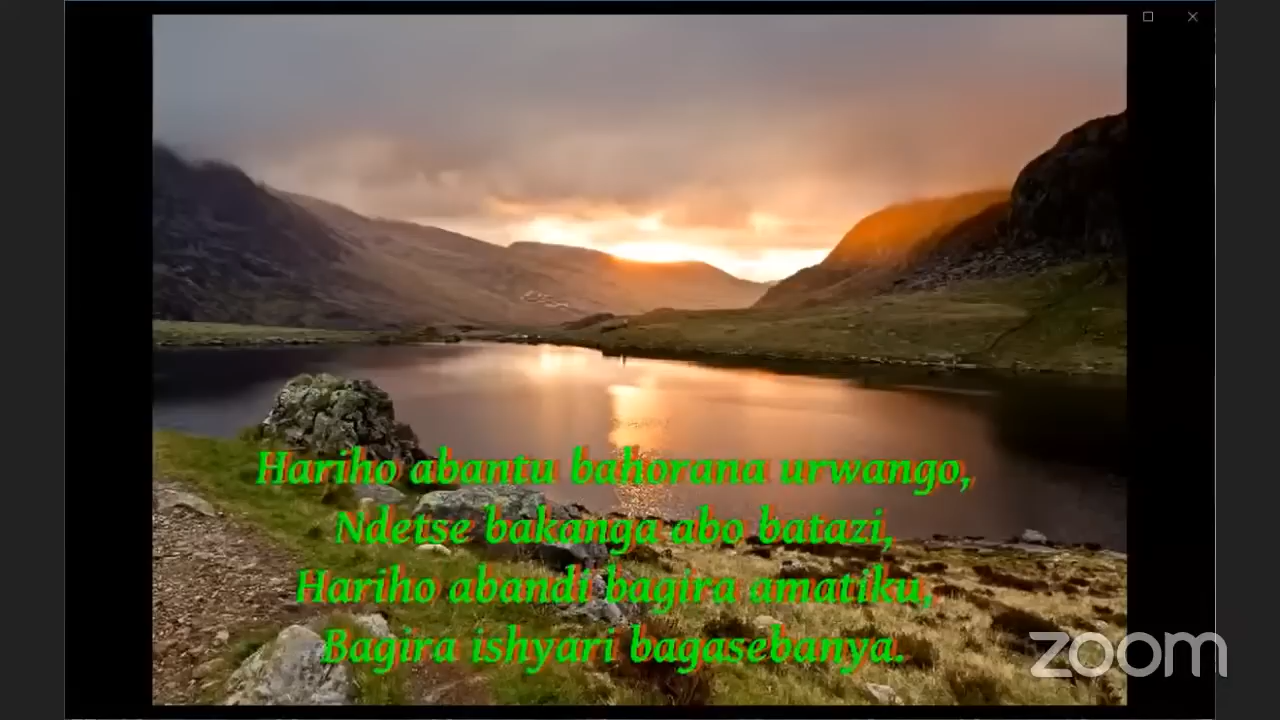 Hariho abantu bahorana urwango,
Ndetse bakanga abo batazi,
Hariho abandi bagira amatiku,
Bagira ishyari bagasebanya.
zoom